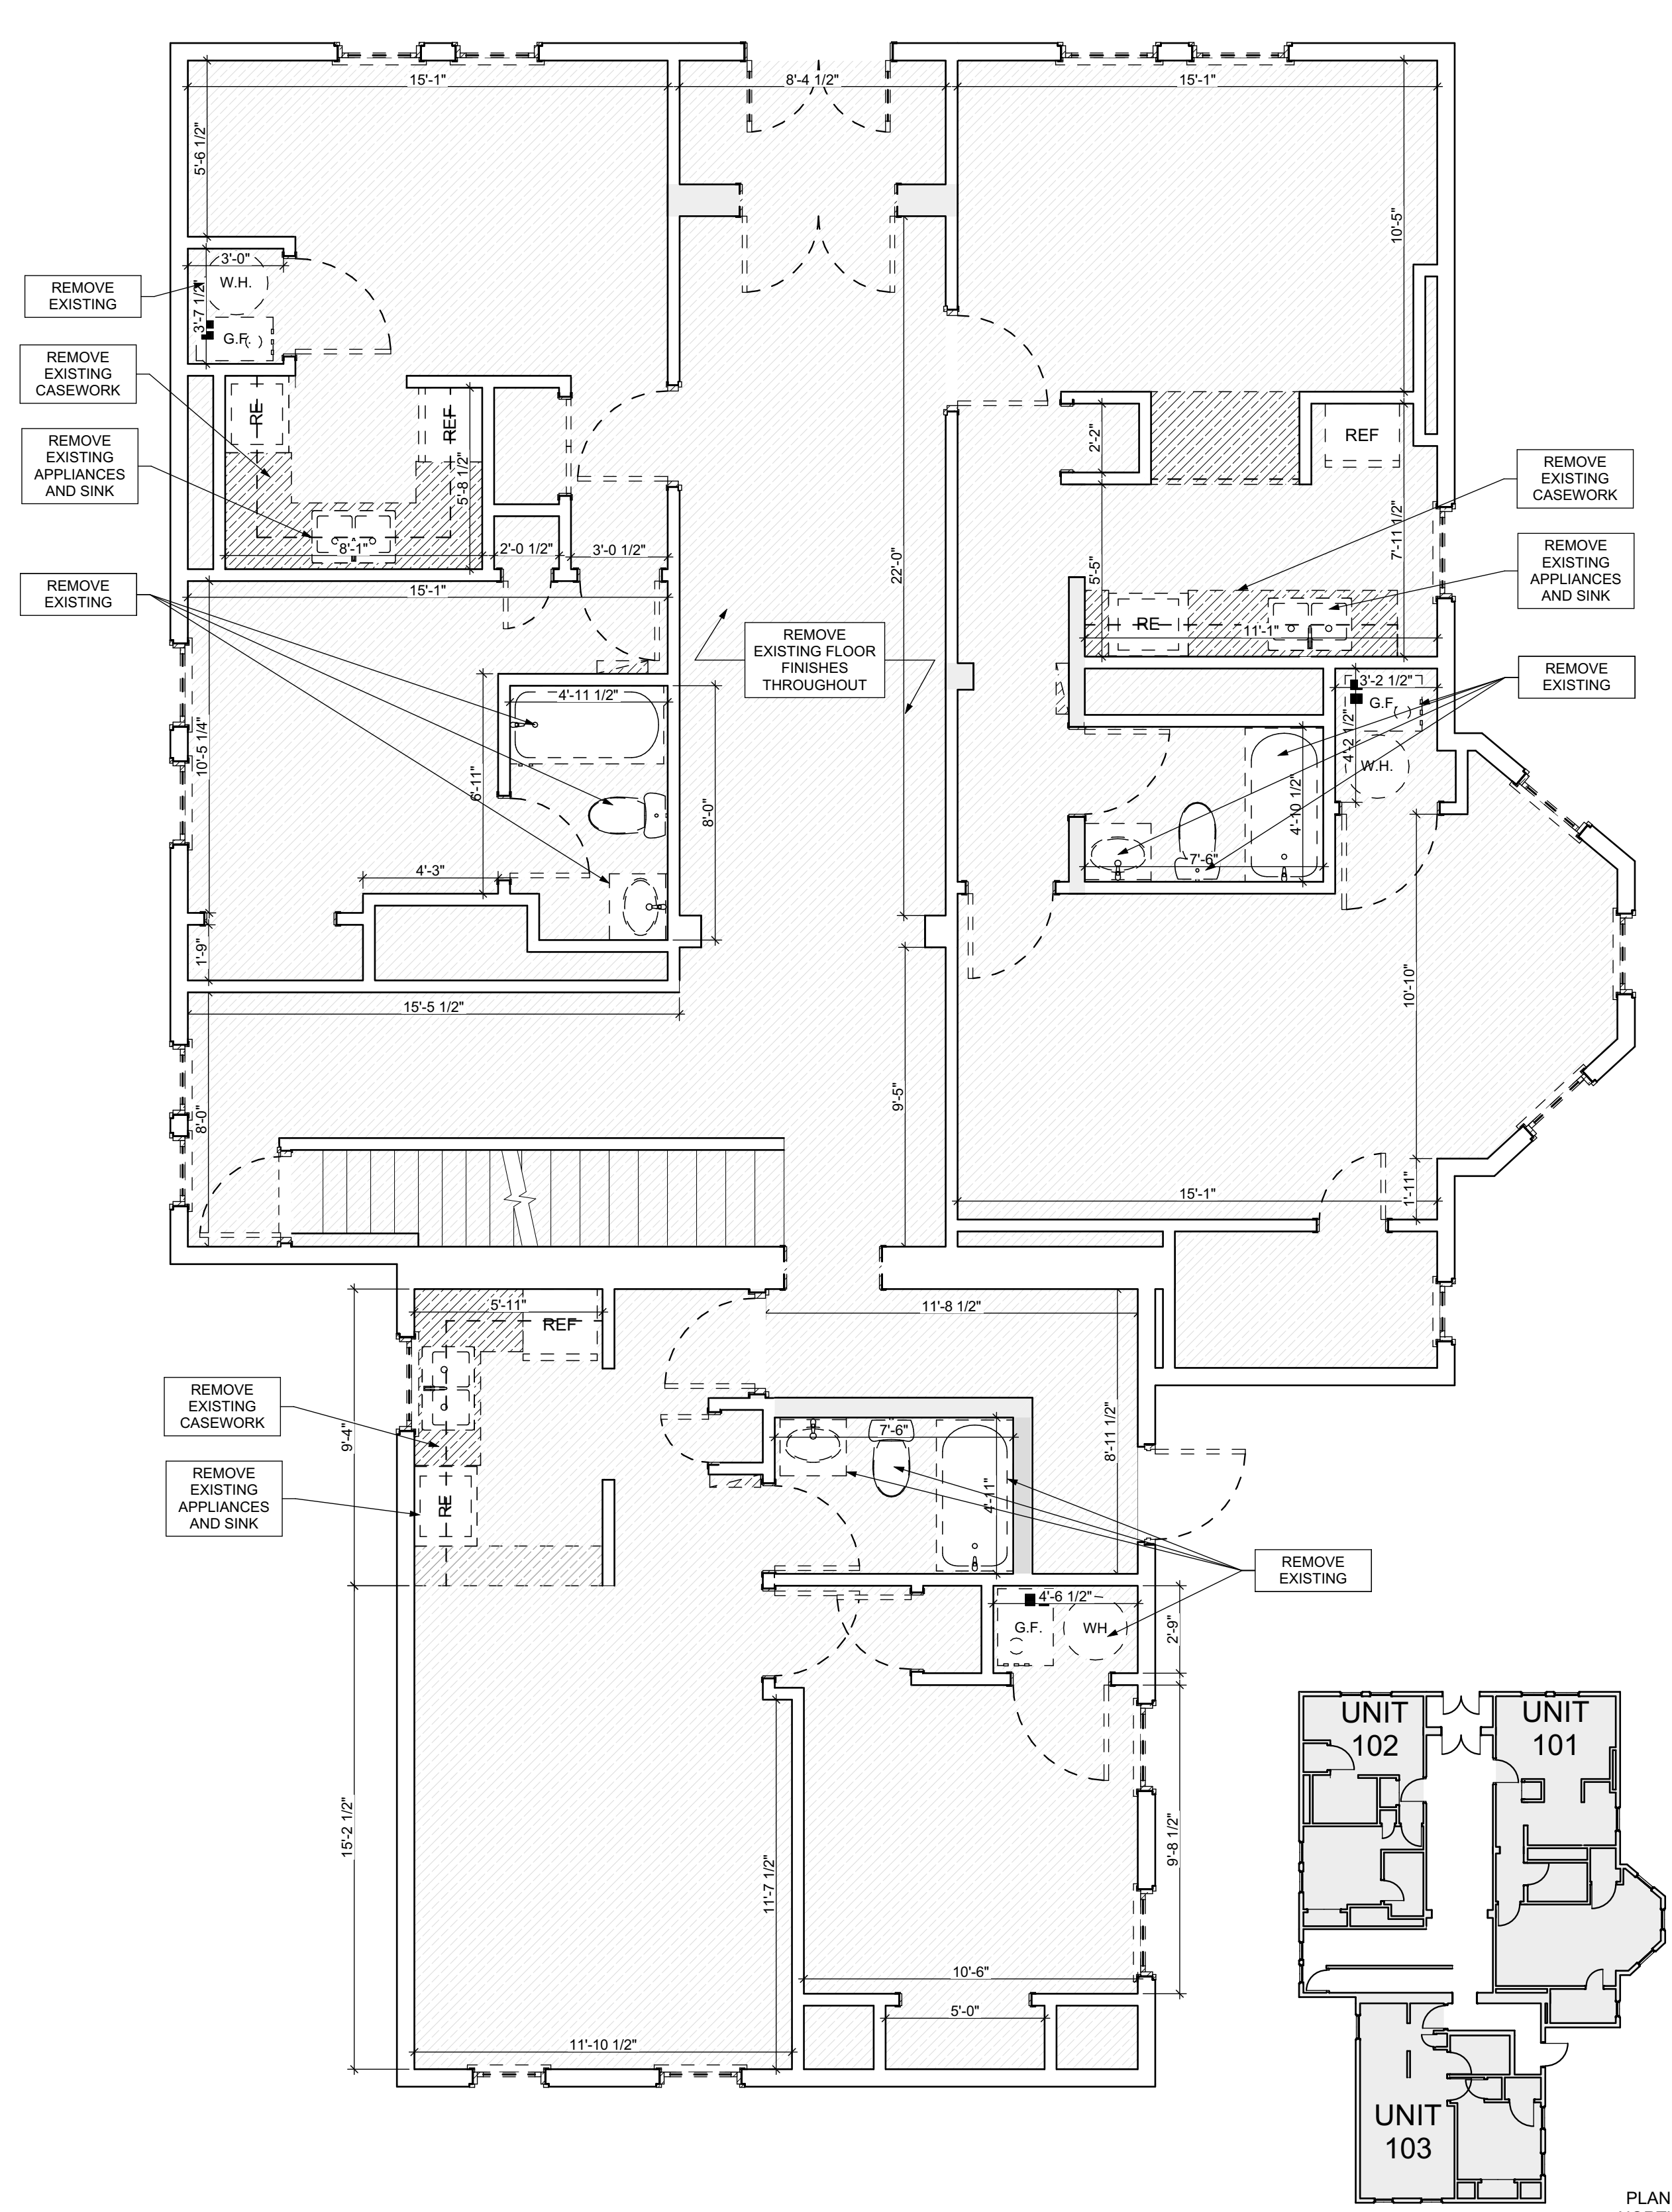 15'-1"
8'-4 1/2"
15'-1"
5'-6 1/2"
10'-5"
3'-0"
W.H.
3'-7 1/2"
G.F.
REMOVE
EXISTING
REMOVE
EXISTING
CASEWORK
RE
REF
REMOVE
EXISTING
APPLIANCES
AND SINK
5'-8 1/2"
8'-1"
2'-0 1/2"
3'-0 1/2"
22'-0"
2'-2"
REF
REMOVE
EXISTING
CASEWORK
7'-11 1/2"
5'-5"
REMOVE
EXISTING
APPLIANCES
AND SINK
RE
11'-1"
REMOVE
EXISTING
15'-1"
REMOVE
EXISTING FLOOR
FINISHES
THROUGHOUT
REMOVE
EXISTING
3'-2 1/2"
G.F.
4'-2 1/2"
W.H.
4'-11 1/2"
10'-5 1/4"
6'-11"
8'-0"
4'-10 1/2"
7'-6"
4'-3"
1'-9"
15'-5 1/2"
10'-10"
9'-5"
8'-0"
15'-1"
1'-11"
5'-11"
REF
11'-8 1/2"
REMOVE
EXISTING
CASEWORK
9'-4"
7'-6"
8'-11 1/2"
REMOVE
EXISTING
APPLIANCES
AND SINK
RE
4'-11"
REMOVE
EXISTING
4'-6 1/2"
G.F.
WH
2'-9"
15'-2 1/2"
11'-7 1/2"
9'-8 1/2"
10'-6"
5'-0"
11'-10 1/2"
UNIT
102
UNIT
101
UNIT
103
PLAN